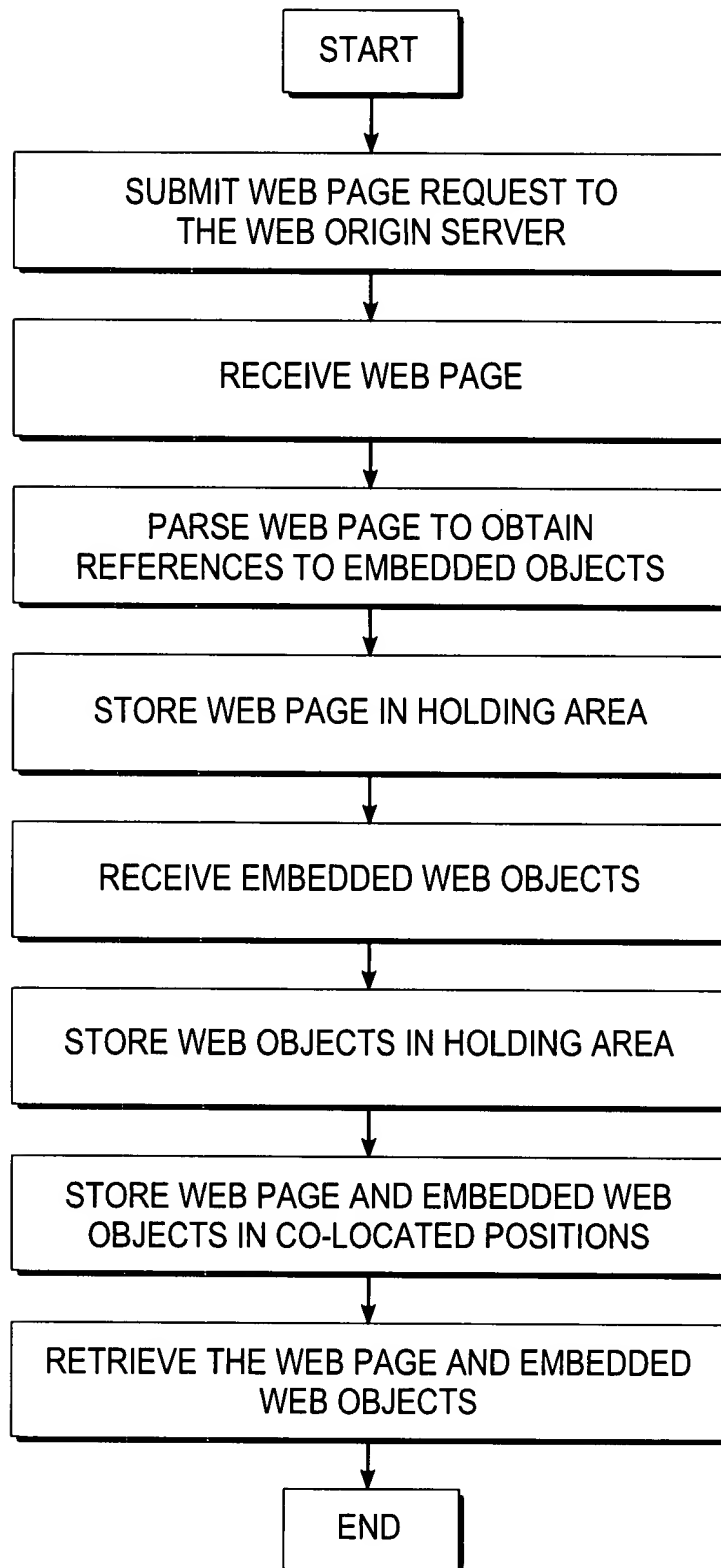 START
SUBMIT WEB PAGE REQUEST TO
THE WEB ORIGIN SERVER
RECEIVE WEB PAGE
PARSE WEB PAGE TO OBTAIN
REFERENCES TO EMBEDDED OBJECTS
STORE WEB PAGE IN HOLDING AREA
RECEIVE EMBEDDED WEB OBJECTS
STORE WEB OBJECTS IN HOLDING AREA
STORE WEB PAGE AND EMBEDDED WEB
OBJECTS IN CO-LOCATED POSITIONS
RETRIEVE THE WEB PAGE AND EMBEDDED
WEB OBJECTS
END